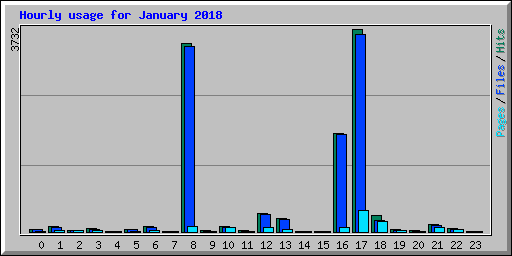 Hourly usage for January 2018
3732
Pages/Files/Hits
0 1 2 3 4 5 6 7 8 9 10 11 12 13 14 15 16 17 18 19 20 21 22 23